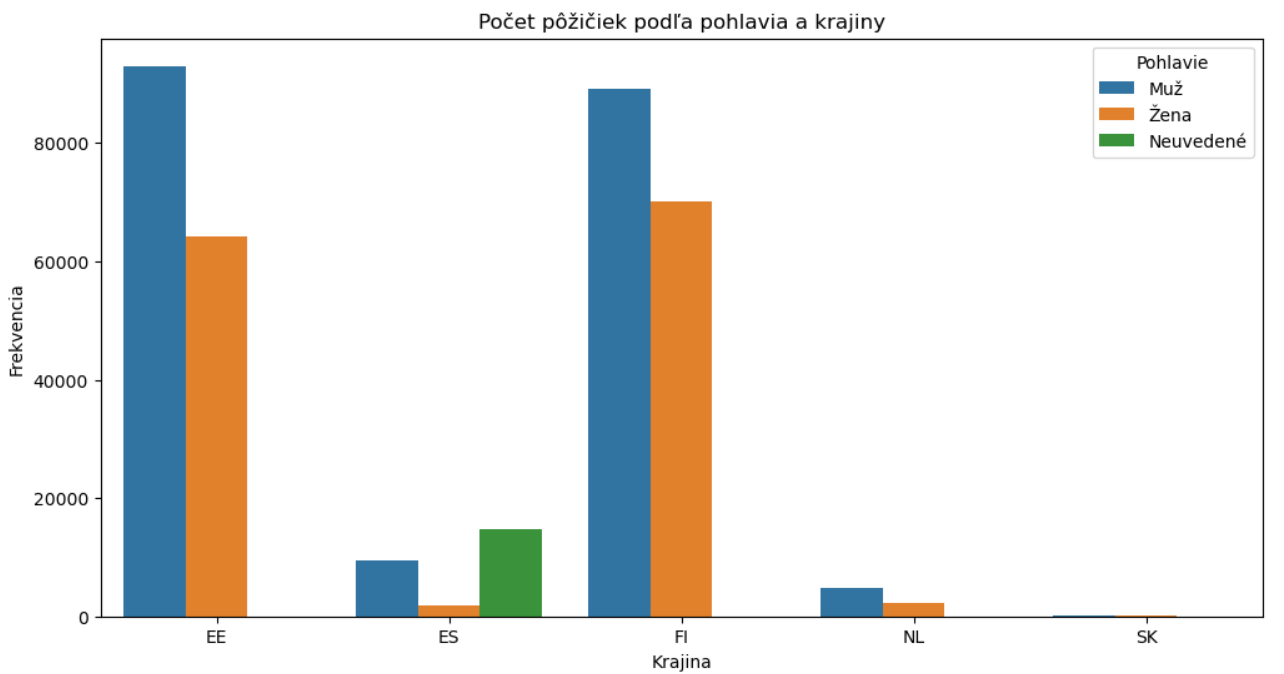 Počet pôžičiek podľa pohlavia a krajiny
Pohlavie
Muž
Žena
Neuvedené
Frekvencia
80000
60000
40000
20000
0
EE
ES
FI
NL
SK
Krajina